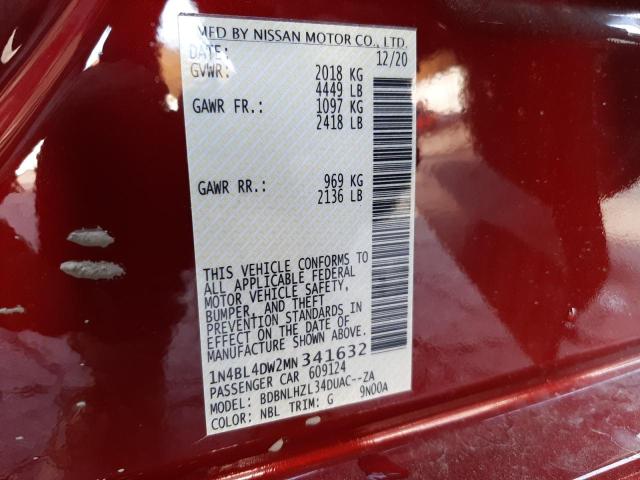 MFD BY NISSAN MOTOR CO., LTD.
DATE: 12/20
GVWR: 2018 KG
4449 LB
GAWR FR.: 1097 KG
2418 LB
GAWR RR.: 969 KG
2136 LB
THIS VEHICLE CONFORMS TO
ALL APPLICABLE FEDERAL
MOTOR VEHICLE SAFETY,
BUMPER, AND THEFT
PREVENTION STANDARDS IN
EFFECT ON THE DATE OF
MANUFACTURE SHOWN ABOVE.
1N4BL4DW2MN341632
PASSENGER CAR 609124
MODEL: BDBNLHZL34DUAC--ZA
COLOR: NBL TRIM: G 9N00A